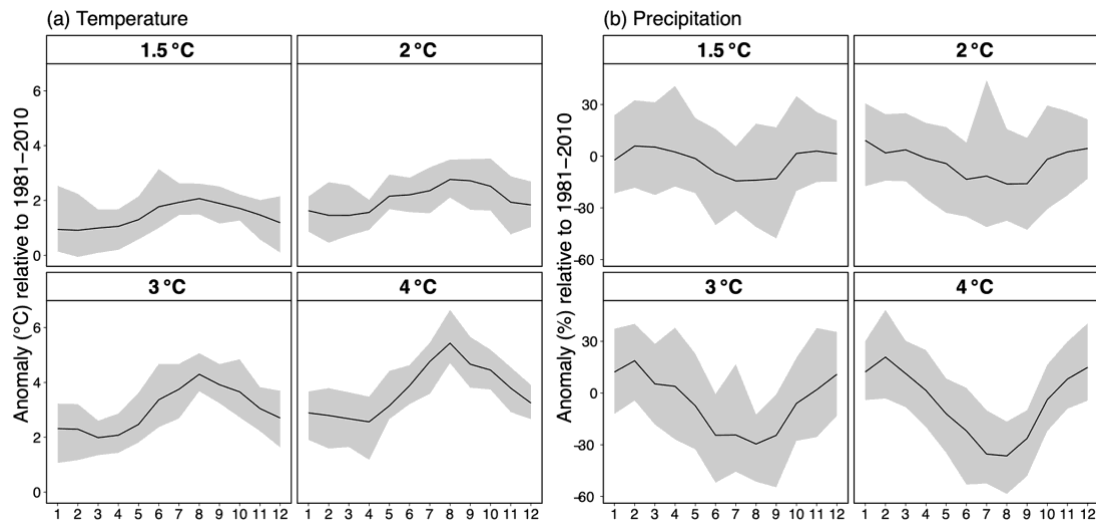 (a) Temperature
(b) Precipitation
1.5 °C
2 °C
1.5 °C
2 °C
6
4
2
0
30
0
-30
-60
3 °C
4 °C
3 °C
4 °C
6
4
2
0
30
0
-30
-60
Anomaly (°C) relative to 1981–2010
Anomaly (%) relative to 1981–2010
1 2 3 4 5 6 7 8 9 10 11 12
1 2 3 4 5 6 7 8 9 10 11 12
1 2 3 4 5 6 7 8 9 10 11 12
1 2 3 4 5 6 7 8 9 10 11 12